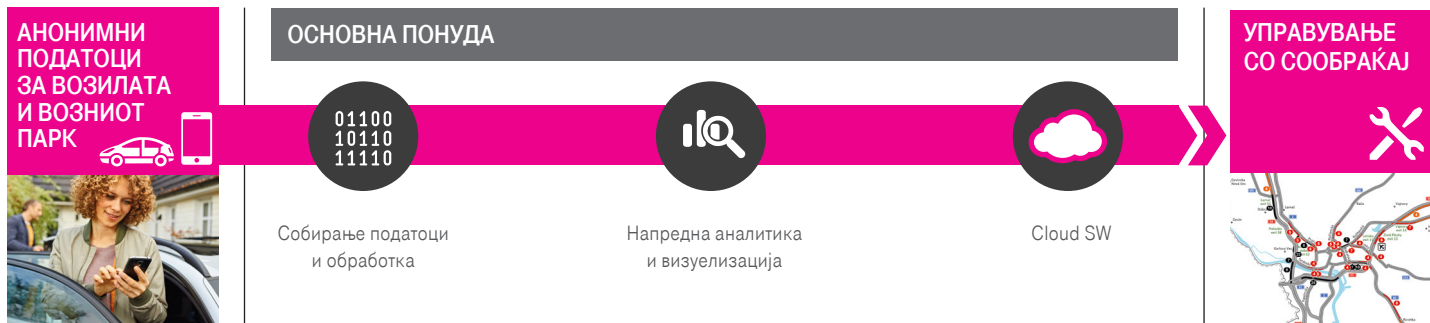 АНОНИМНИ
ПОДАТОЦИ
ЗА ВОЗИЛАТА
И ВОЗНИОТ
ПАРК
ОСНОВНА ПОНУДА
01100
10110
11110
Собирање податоци
и обработка
Напредна аналитика
и визуелизација
Cloud SW
УПРАВУВАЊЕ
СО СООБРАЌАЈ